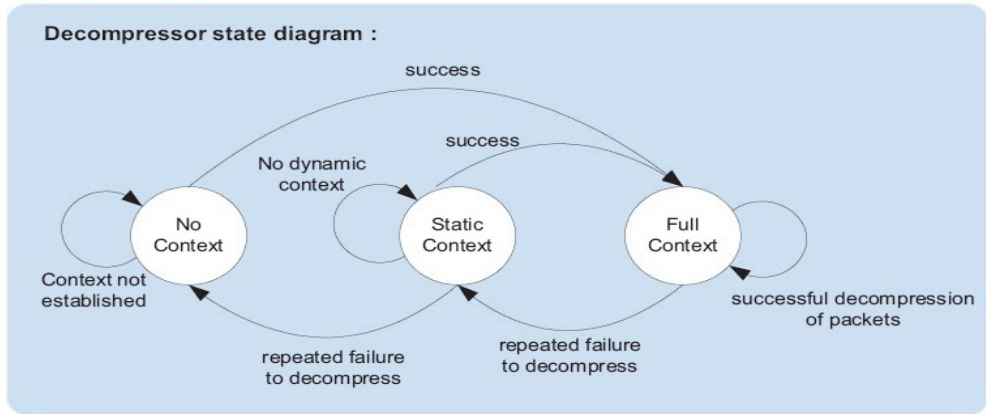 Decompressor state diagram :
success
success
No dynamic
context
No
Context
Static
Context
Full
Context
Context not
established
successful decompression
of packets
repeated failure
to decompress
repeated failure
to decompress